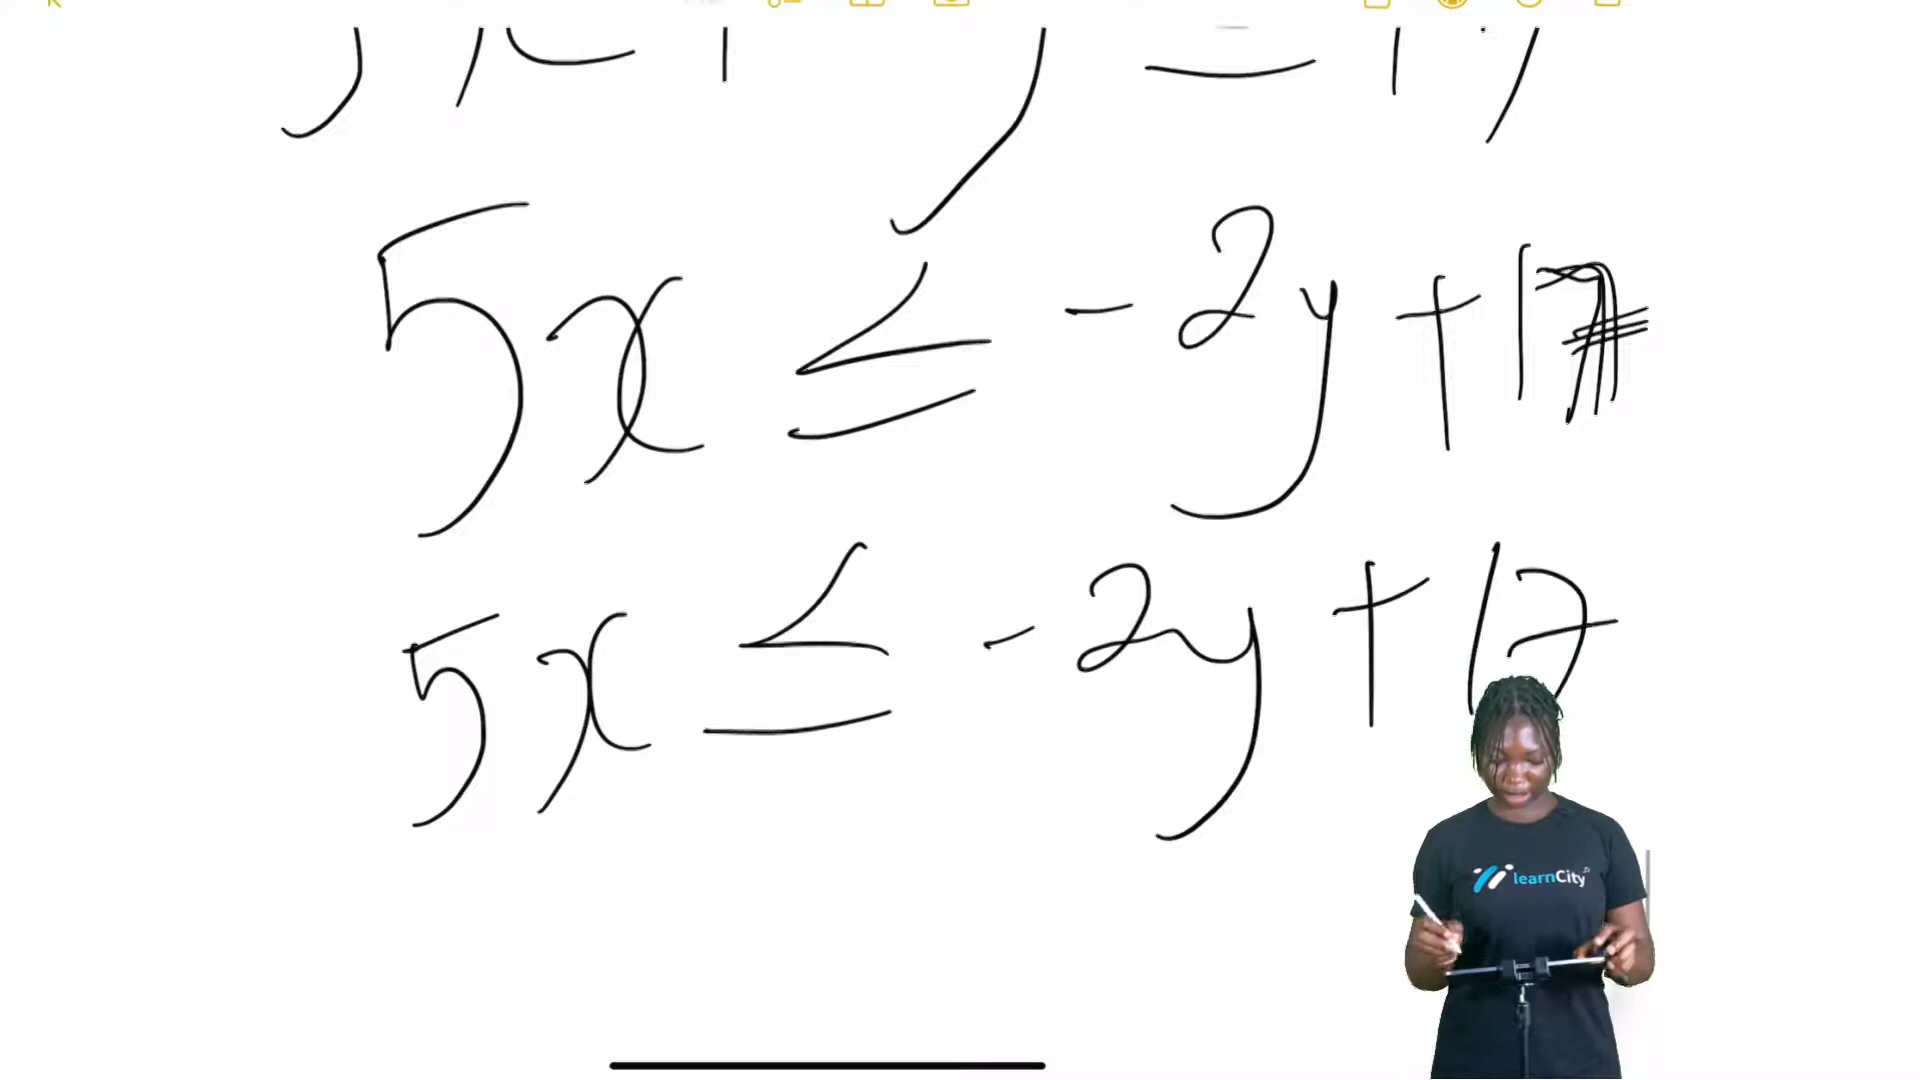 5x ≤ -2y + 17
5x ≤ -2y + 17
learnCity